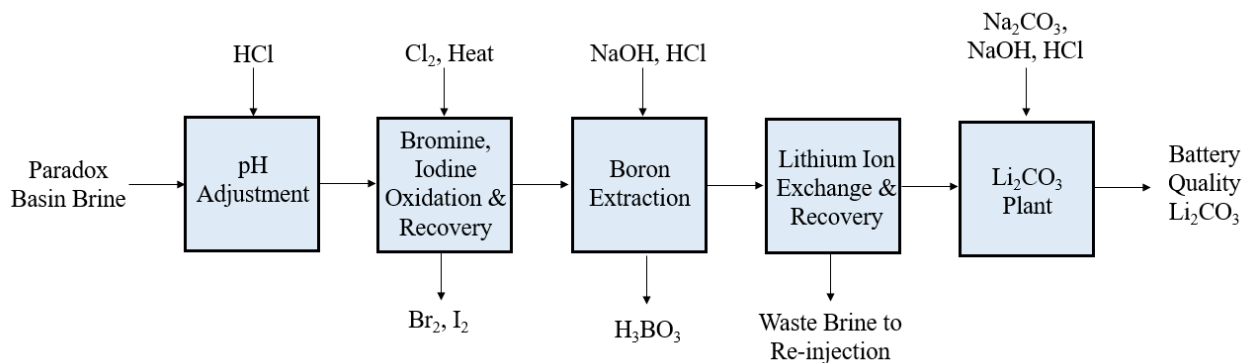 HCl
Cl₂, Heat
NaOH, HCl
Na₂CO₃,
NaOH, HCl
Paradox
Basin Brine
pH
Adjustment
Bromine,
Iodine
Oxidation &
Recovery
Boron
Extraction
Lithium Ion
Exchange &
Recovery
Li₂CO₃
Plant
Battery
Quality
Li₂CO₃
Br₂, I₂
H₃BO₃
Waste Brine to
Re-injection